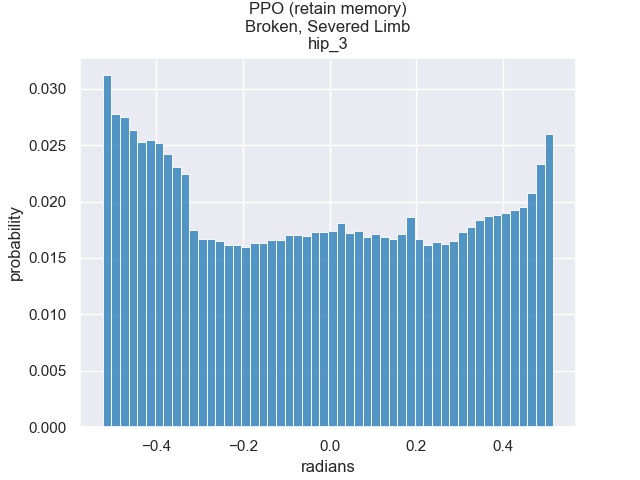 PPO (retain memory)
Broken, Severed Limb
hip_3
0.030
0.025
0.020
0.015
0.010
0.005
0.000
probability
−0.4
−0.2
0.0
0.2
0.4
radians